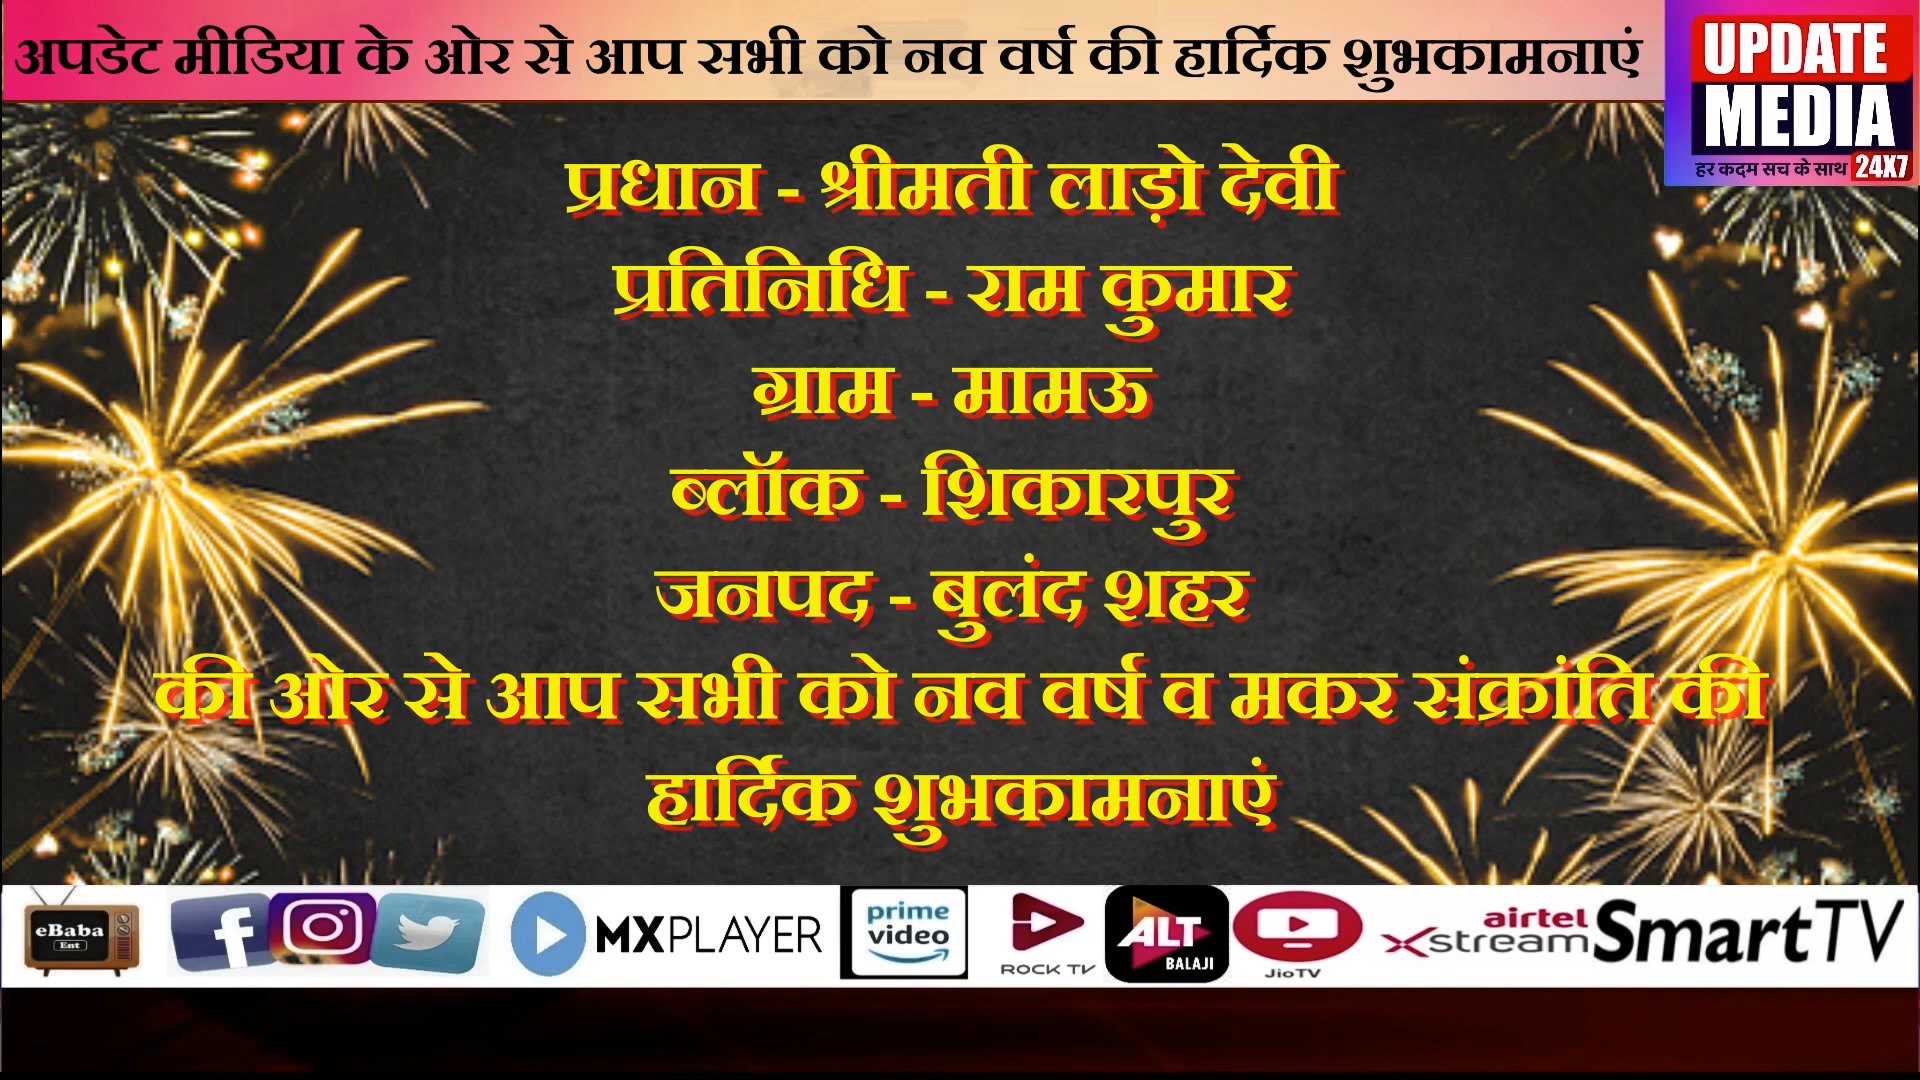 अपडेट मीडिया के ओर से आप सभी को नव वर्ष की हार्दिक शुभकामनाएं
UPDATE
MEDIA
हर कदम सच के साथ 24X7
प्रधान - श्रीमती लाड़ो देवी
प्रतिनिधि - राम कुमार
ग्राम - मामऊ
ब्लॉक - शिकारपुर
जनपद - बुलंद शहर
की ओर से आप सभी को नव वर्ष व मकर संक्रांति की
हार्दिक शुभकामनाएं
eBaba
Ent
f
MXPLAYER
prime
video
ROCK TV
ALT
BALAJI
JioTV
airtel
xstream
SmartTV